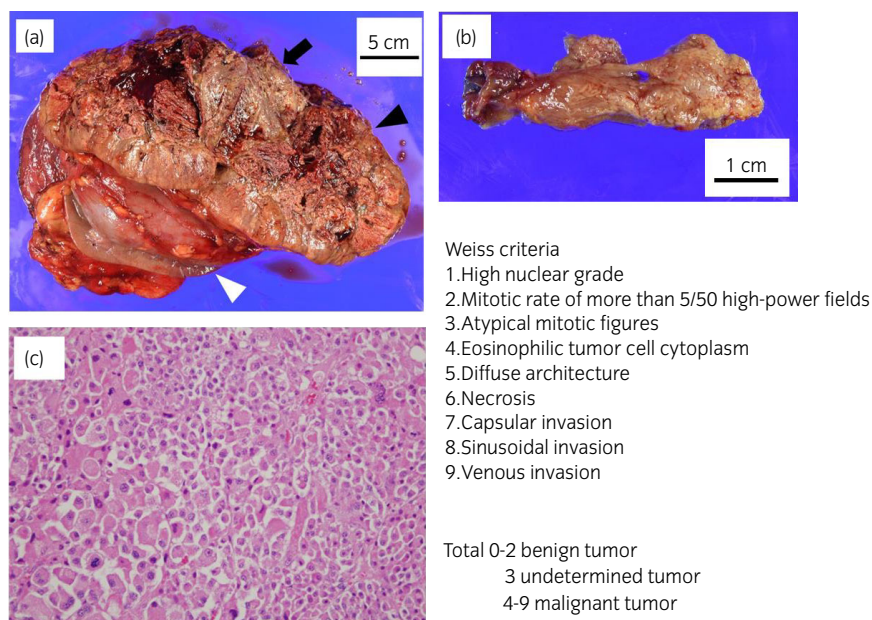 (a)
5 cm
(b)
1 cm
(c)
Weiss criteria
1.High nuclear grade
2.Mitotic rate of more than 5/50 high-power fields
3.Atypical mitotic figures
4.Eosinophilic tumor cell cytoplasm
5.Diffuse architecture
6.Necrosis
7.Capsular invasion
8.Sinusoidal invasion
9.Venous invasion
Total 0-2 benign tumor
3 undetermined tumor
4-9 malignant tumor